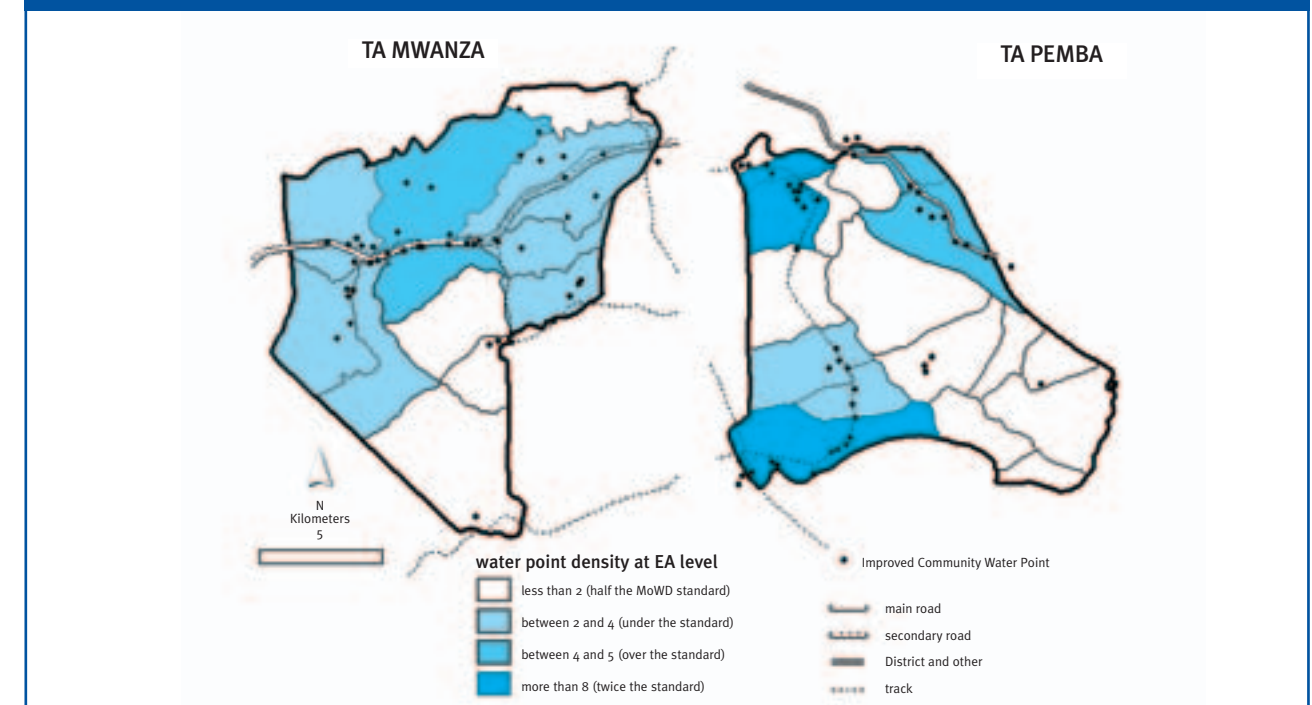 TA MWANZA
TA PEMBA
N
Kilometers
5
water point density at EA level
less than 2 (half the MoWD standard)
between 2 and 4 (under the standard)
between 4 and 5 (over the standard)
more than 8 (twice the standard)
Improved Community Water Point
main road
secondary road
District and other
track